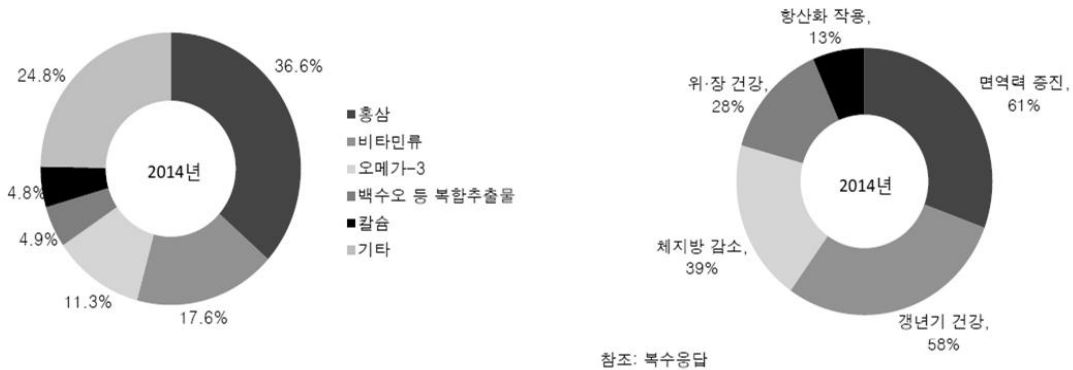 36.6%
24.8%
4.8%
4.9%
11.3%
17.6%
2014년
■홍삼
■비타민류
■오메가-3
■백수오 등 복합추출물
■칼슘
■기타
항산화 작용,
13%
면역력 증진,
61%
위·장 건강,
28%
2014년
체지방 감소,
39%
갱년기 건강,
58%
참조: 복수응답